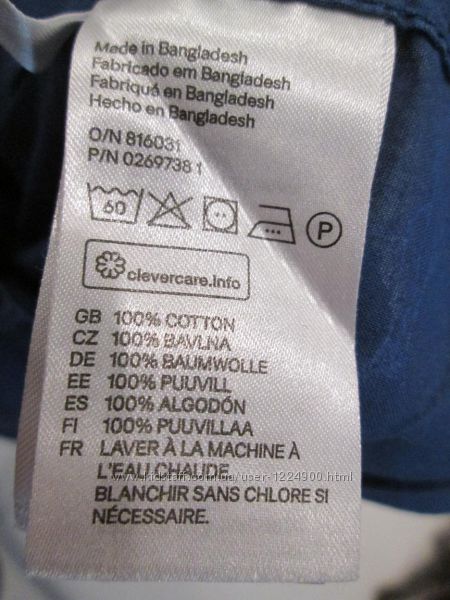 Made in Bangladesh
Fabricado em Bangladesh
Fabriqué en Bangladesh
Hecho en Bangladesh
O/N 816031
P/N 0269738 1
60 P
clevercare.info
GB 100% COTTON
CZ 100% BAVLNA
DE 100% BAUMWOLLE
EE 100% PUUVILL
ES 100% ALGODÓN
FI 100% PUUVILLAA
FR LAVER À LA MACHINE À
L'EAU CHAUDE.
BLANCHIR SANS CHLORE SI
NÉCESSAIRE.